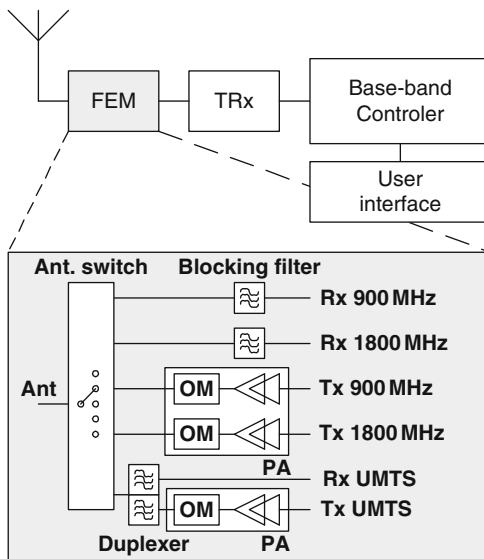 FEM
TRx
Base-band
Controler
User
interface
Ant. switch
Blocking filter
Rx 900 MHz
Rx 1800 MHz
Ant
OM
Tx 900 MHz
OM
Tx 1800 MHz
PA
Rx UMTS
OM
Tx UMTS
Duplexer
PA